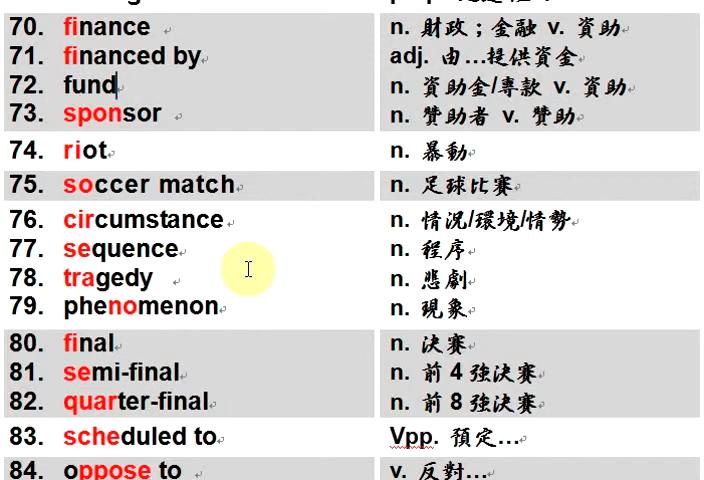 70. finance n. 財政；金融 v. 資助
71. financed by adj. 由…提供資金
72. fund n. 資助金/專款 v. 資助
73. sponsor n. 贊助者 v. 贊助
74. riot n. 暴動
75. soccer match n. 足球比賽
76. circumstance n. 情況/環境/情勢
77. sequence n. 程序
78. tragedy n. 悲劇
79. phenomenon n. 現象
80. final n. 決賽
81. semi-final n. 前 4 強決賽
82. quarter-final n. 前 8 強決賽
83. scheduled to Vpp. 預定…
84. oppose to v. 反對…